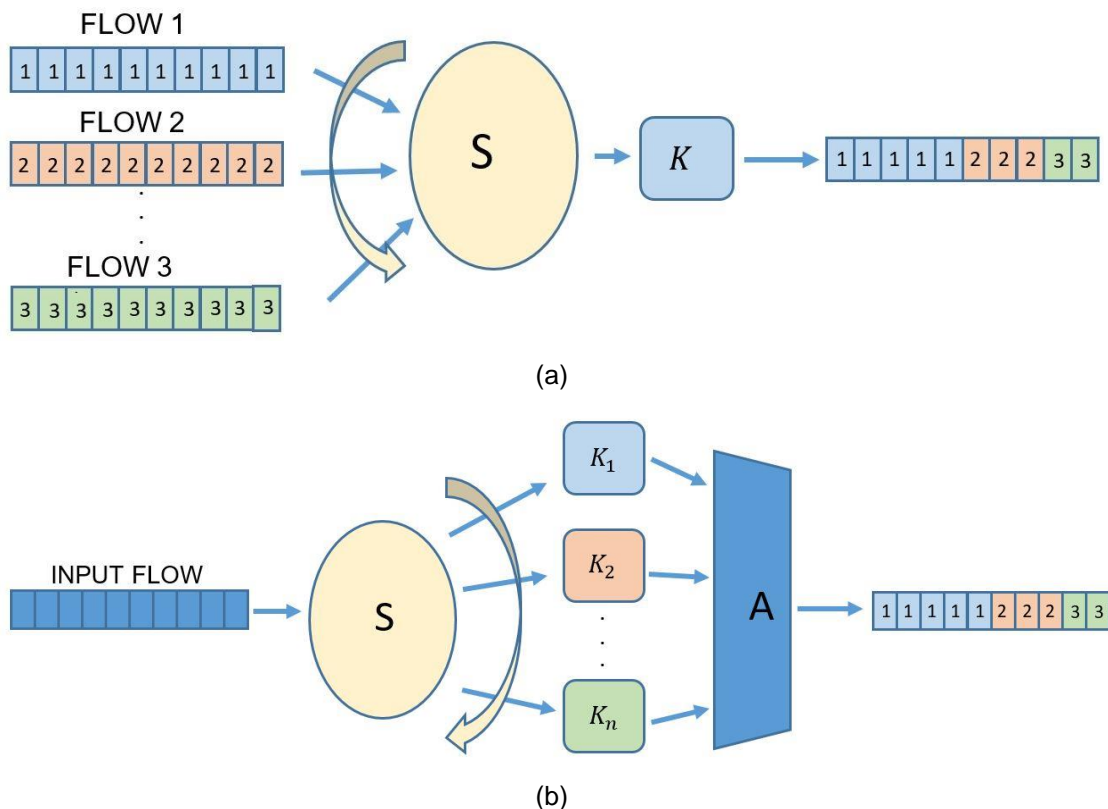 FLOW 1
1 1 1 1 1 1 1 1 1 1
FLOW 2
2 2 2 2 2 2 2 2 2 2
.
.
.
FLOW 3
3 3 3 3 3 3 3 3 3 3
S
K
1 1 1 1 1 2 2 2 3 3
(a)
INPUT FLOW
S
K₁
K₂
.
.
.
Kₙ
A
1 1 1 1 1 2 2 2 3 3
(b)